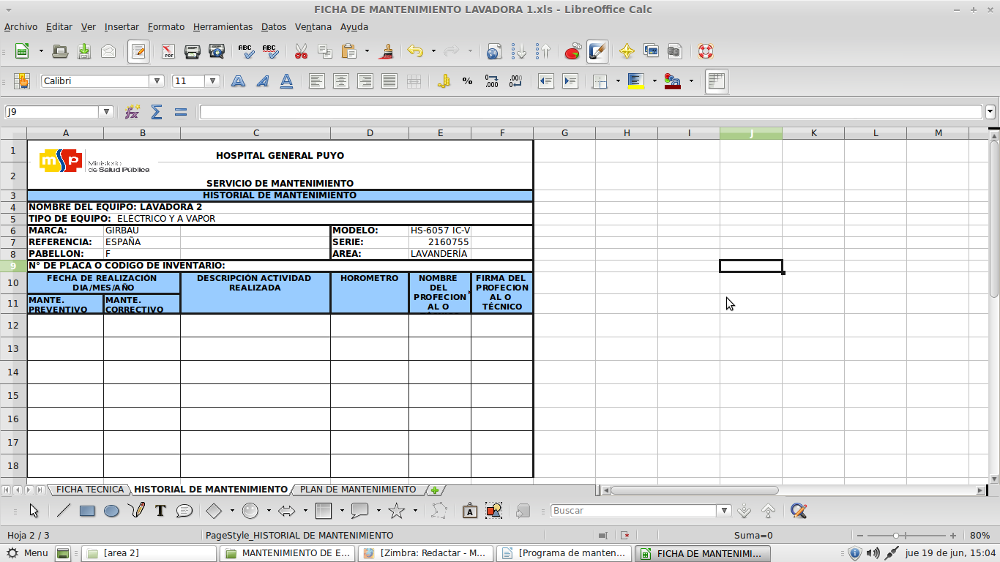 FICHA DE MANTENIMIENTO LAVADORA 1.xls - LibreOffice Calc
Archivo Editar Ver Insertar Formato Herramientas Datos Ventana Ayuda
PDF ABC ABC
Calibri 11 % .000 .000
J9
A B C D E F G H I J K L M
1 HOSPITAL GENERAL PUYO
msp Ministerio de Salud Pública
2 SERVICIO DE MANTENIMIENTO
3 HISTORIAL DE MANTENIMIENTO
4 NOMBRE DEL EQUIPO: LAVADORA 2
5 TIPO DE EQUIPO: ELÉCTRICO Y A VAPOR
6 MARCA: GIRBAU MODELO: HS-6057 IC-V
7 REFERENCIA: ESPAÑA SERIE: 2160755
8 PABELLON: F AREA: LAVANDERÍA
9 N° DE PLACA O CODIGO DE INVENTARIO:
10 FECHA DE REALIZACIÓN DIA/MES/AÑO DESCRIPCIÓN ACTIVIDAD REALIZADA HOROMETRO NOMBRE DEL PROFECIONAL O FIRMA DEL PROFECIONAL O TÉCNICO
11 MANTE. PREVENTIVO MANTE. CORRECTIVO
12
13
14
15
16
17
18
FICHA TECNICA HISTORIAL DE MANTENIMIENTO PLAN DE MANTENIMIENTO
T A Buscar
Hoja 2 / 3 PageStyle_HISTORIAL DE MANTENIMIENTO Suma=0 80%
Menu [area 2] MANTENIMIENTO DE E... [Zimbra: Redactar - M... [Programa de manten... FICHA DE MANTENIMI... jue 19 de jun, 15:04